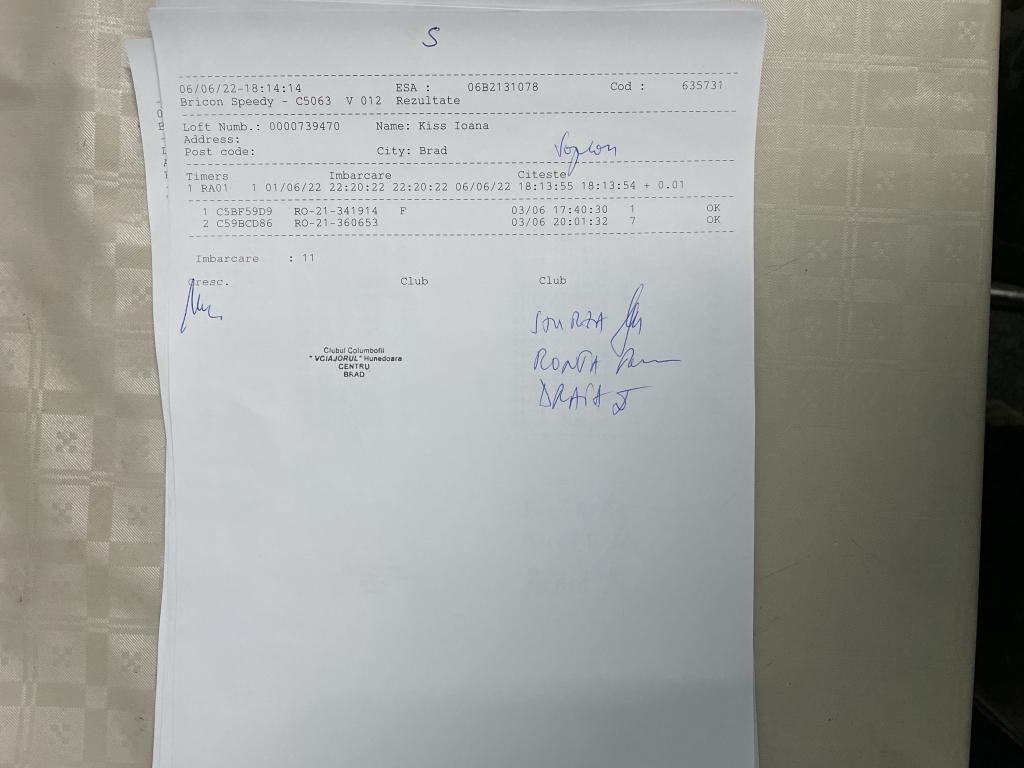 S
06/06/22-18:14:14 ESA : 06B2131078 Cod : 635731
Bricon Speedy - C5063 V 012 Rezultate
Loft Numb.: 0000739470 Name: Kiss Ioana
Address:
Post code: City: Brad
Timers Imbarcare Citeste
1 RA01 1 01/06/22 22:20:22 22:20:22 06/06/22 18:13:55 18:13:54 + 0.01
1 C5BF59D9 RO-21-341914 F 03/06 17:40:30 1 OK
2 C59BCD86 RO-21-360653 03/06 20:01:32 7 OK
Imbarcare : 11
Cresc. Club Club
Clubul Columbofil
"VOIAJORUL" Hunedoara
CENTRU
BRAD